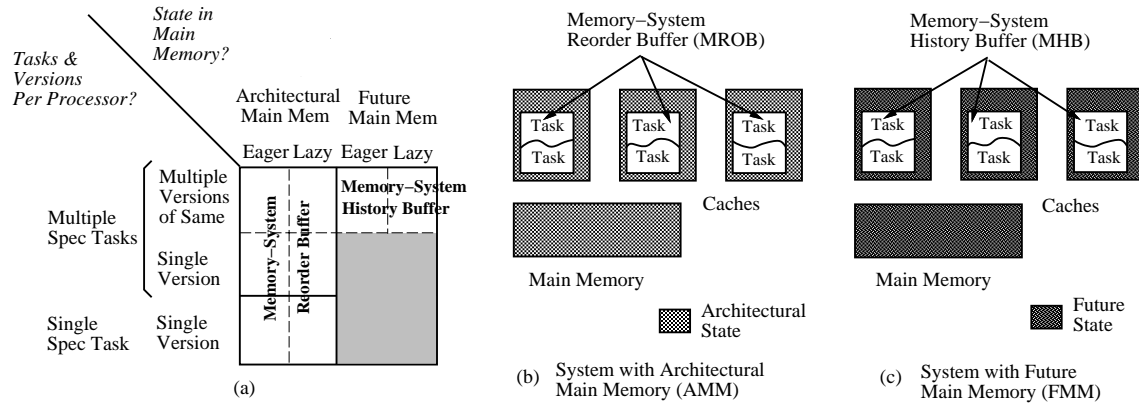 State in
Main
Memory?
Tasks &
Versions
Per Processor?
Architectural
Main Mem
Future
Main Mem
Eager Lazy
Eager Lazy
Multiple
Spec Tasks
Multiple
Versions
of Same
Single
Version
Single
Spec Task
Single
Version
Memory−System
Reorder Buffer
Memory−System
History Buffer
(a)
Memory−System
Reorder Buffer (MROB)
Task
Task
Task
Task
Task
Task
Caches
Main Memory
Architectural
State
(b) System with Architectural
Main Memory (AMM)
Memory−System
History Buffer (MHB)
Task
Task
Task
Task
Task
Task
Caches
Main Memory
Future
State
(c) System with Future
Main Memory (FMM)